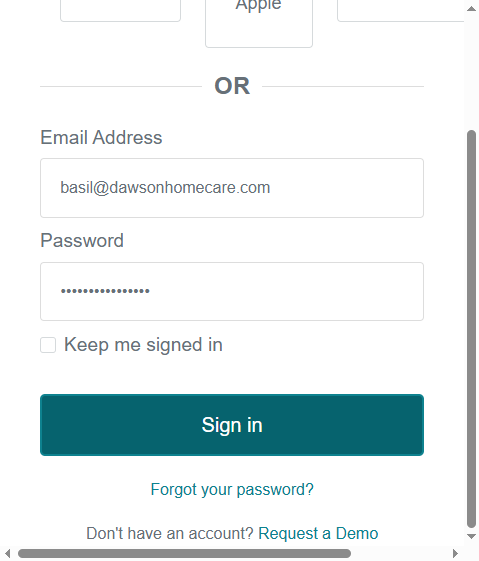 Apple
OR
Email Address
basil@dawsonhomecare.com
Password
••••••••••••••••
Keep me signed in
Sign in
Forgot your password?
Don't have an account? Request a Demo